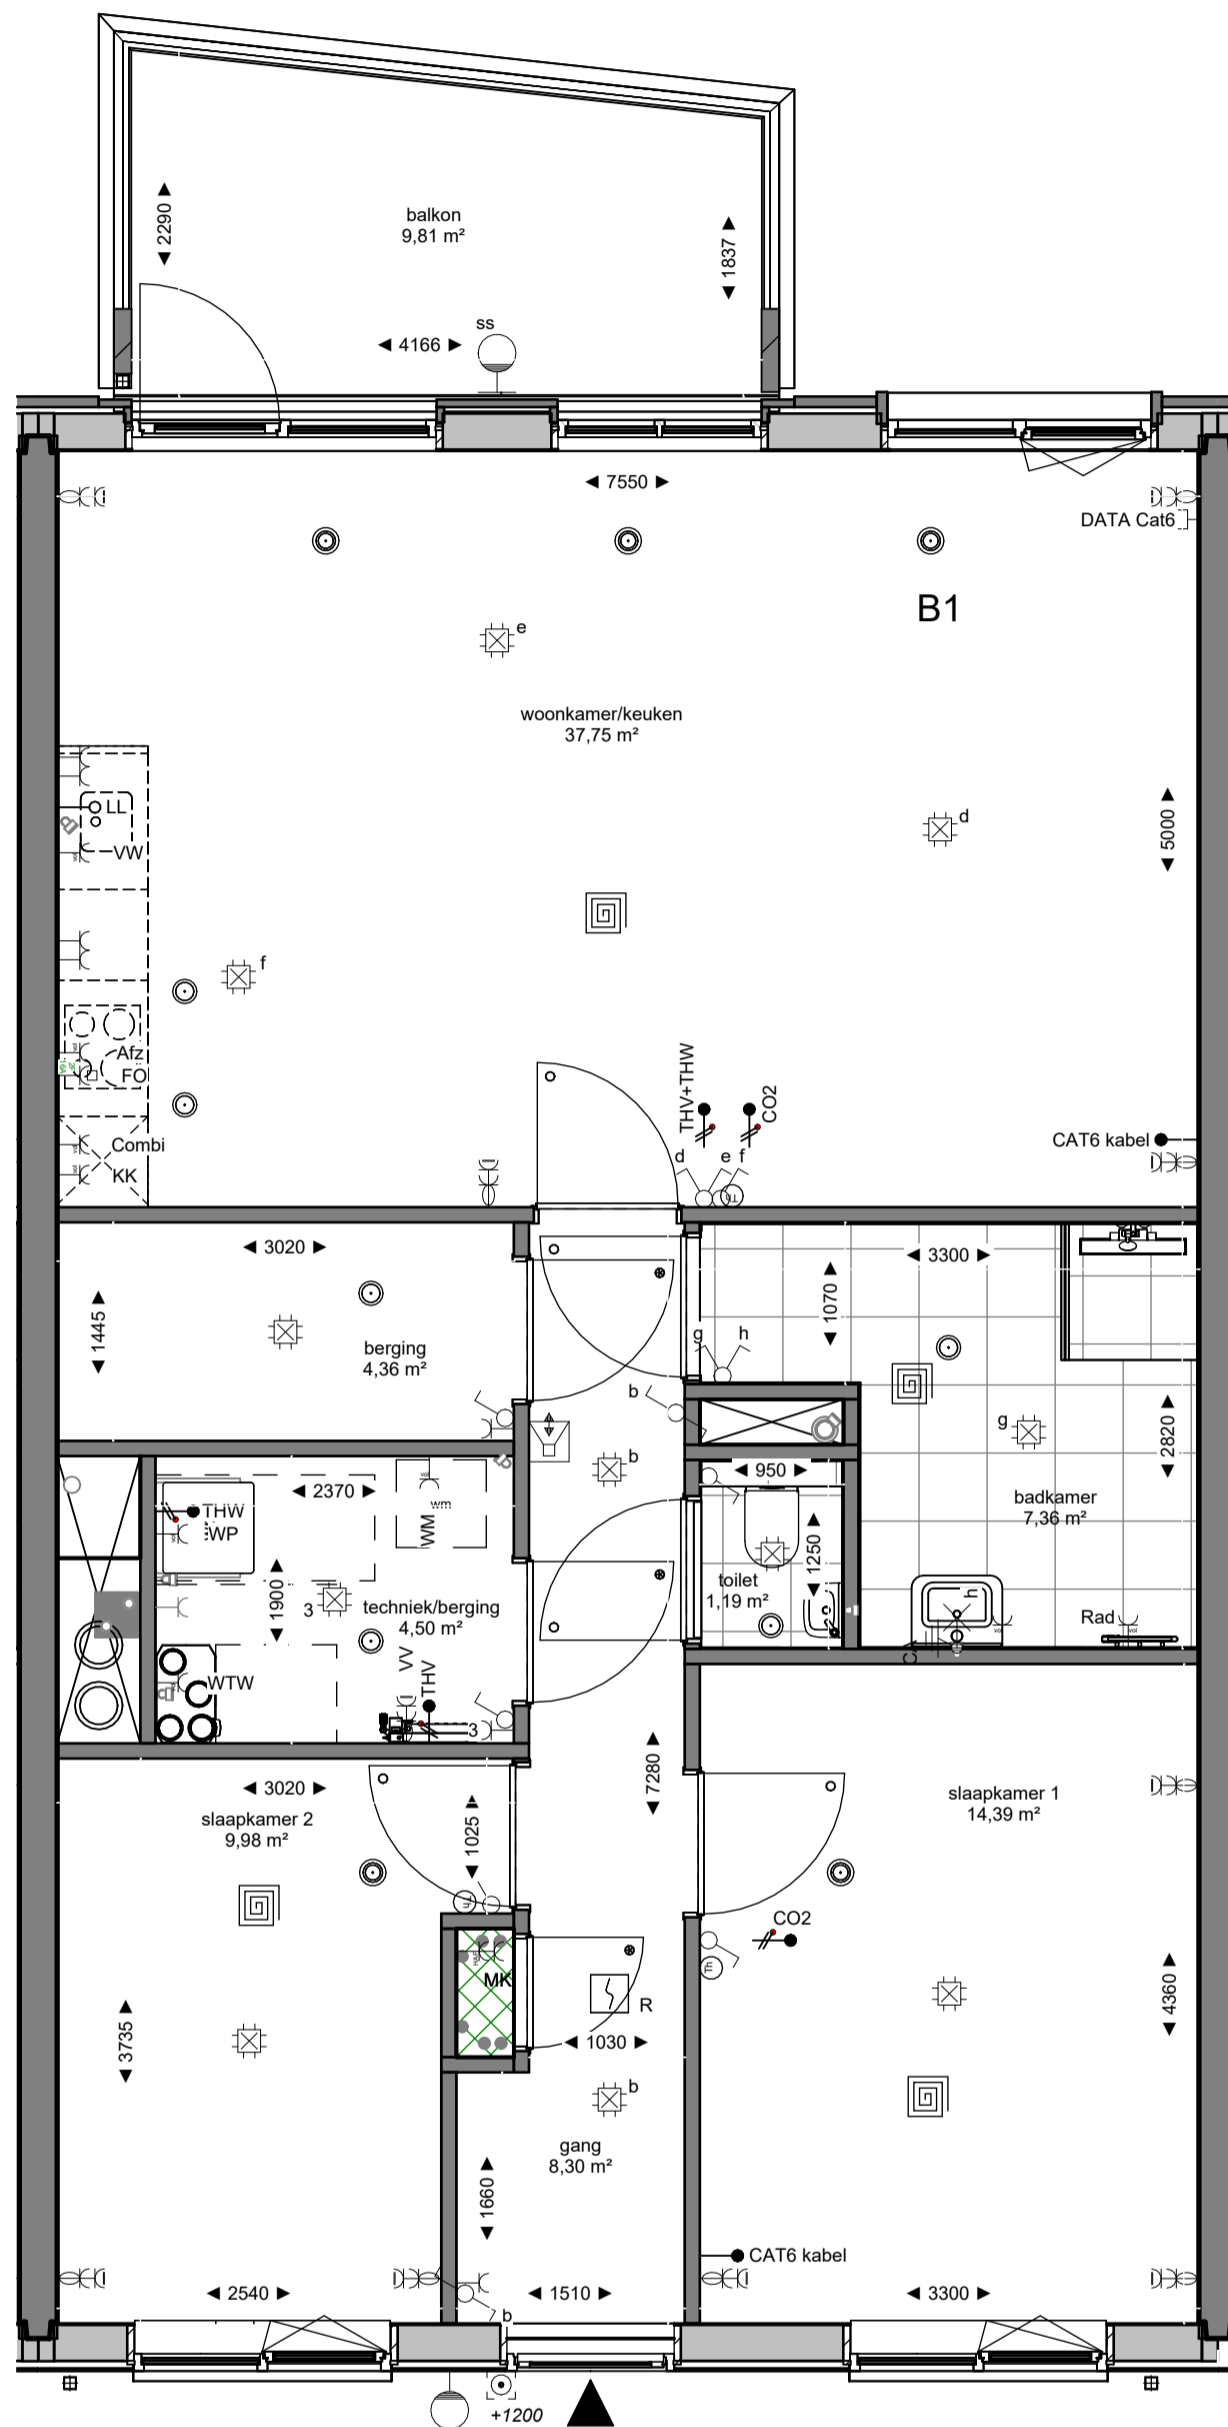 balkon
9,81 m²
2290
1837
4166
ss
7550
DATA Cat6
B1
e
woonkamer/keuken
37,75 m²
LL
VW
d
5000
f
Afz
FO
THV+THW
CO2
Combi
KK
CAT6 kabel
d e f
3020
3300
1445
1070
berging
4,36 m²
g h
b
g
2820
b
2370
950
THW
WP
WM
wm
badkamer
7,36 m²
1250
toilet
1,19 m²
1900
3
techniek/berging
4,50 m²
h
Rad
WTW
VV
THV
3
7280
3020
slaapkamer 2
9,98 m²
1025
slaapkamer 1
14,39 m²
CO2
Th
MK
R
4360
3735
1030
b
gang
8,30 m²
1660
CAT6 kabel
2540
1510
3300
b
+1200